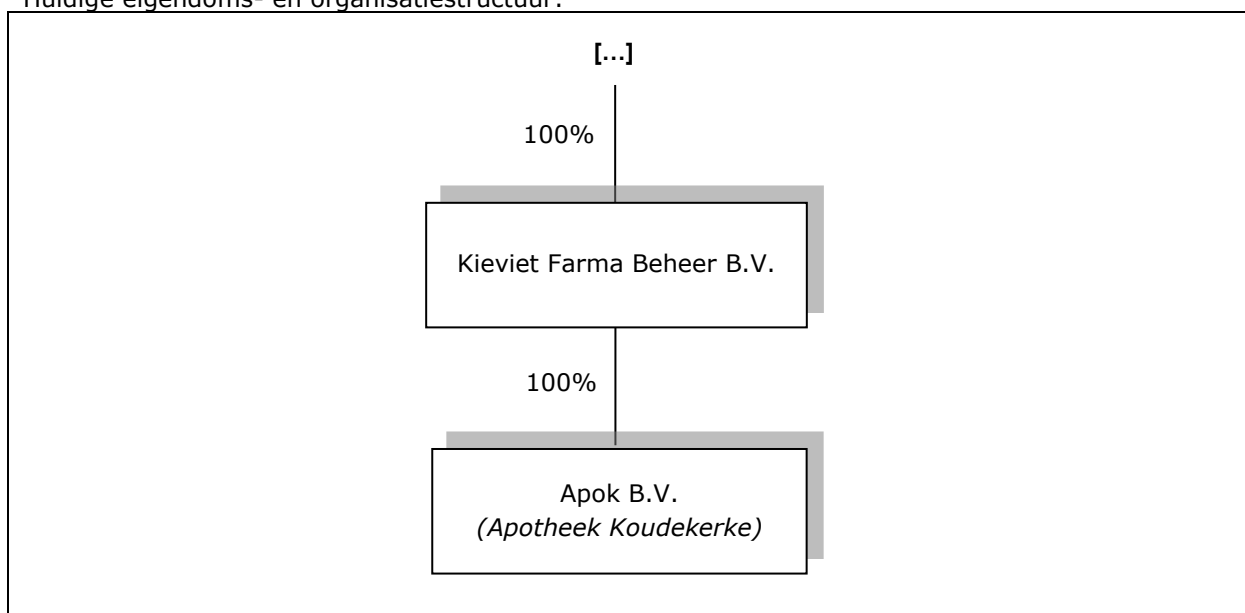 Huidige eigendoms- en organisatiestructuur:
[...]
100%
Kieviet Farma Beheer B.V.
100%
Apok B.V.
(Apotheek Koudekerke)